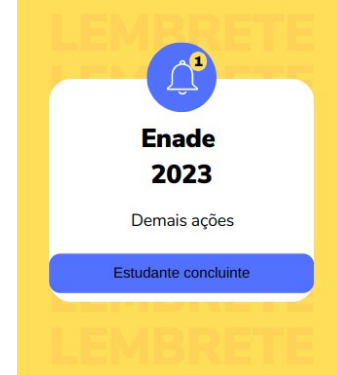 LEMBRETE
LEMBRETE
1
Enade
2023
Demais ações
Estudante concluinte
LEMBRETE
LEMBRETE